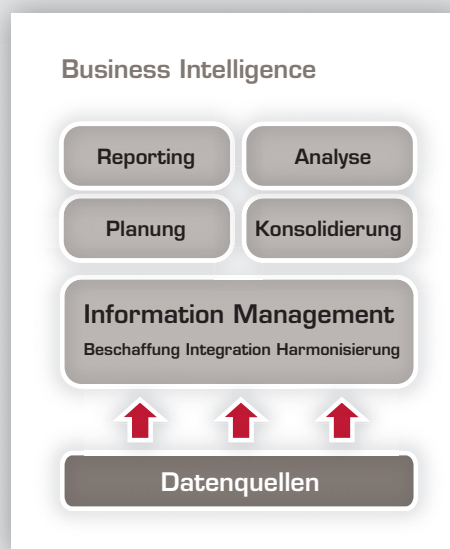 Business Intelligence
Reporting
Analyse
Planung
Konsolidierung
Information Management
Beschaffung Integration Harmonisierung
Datenquellen